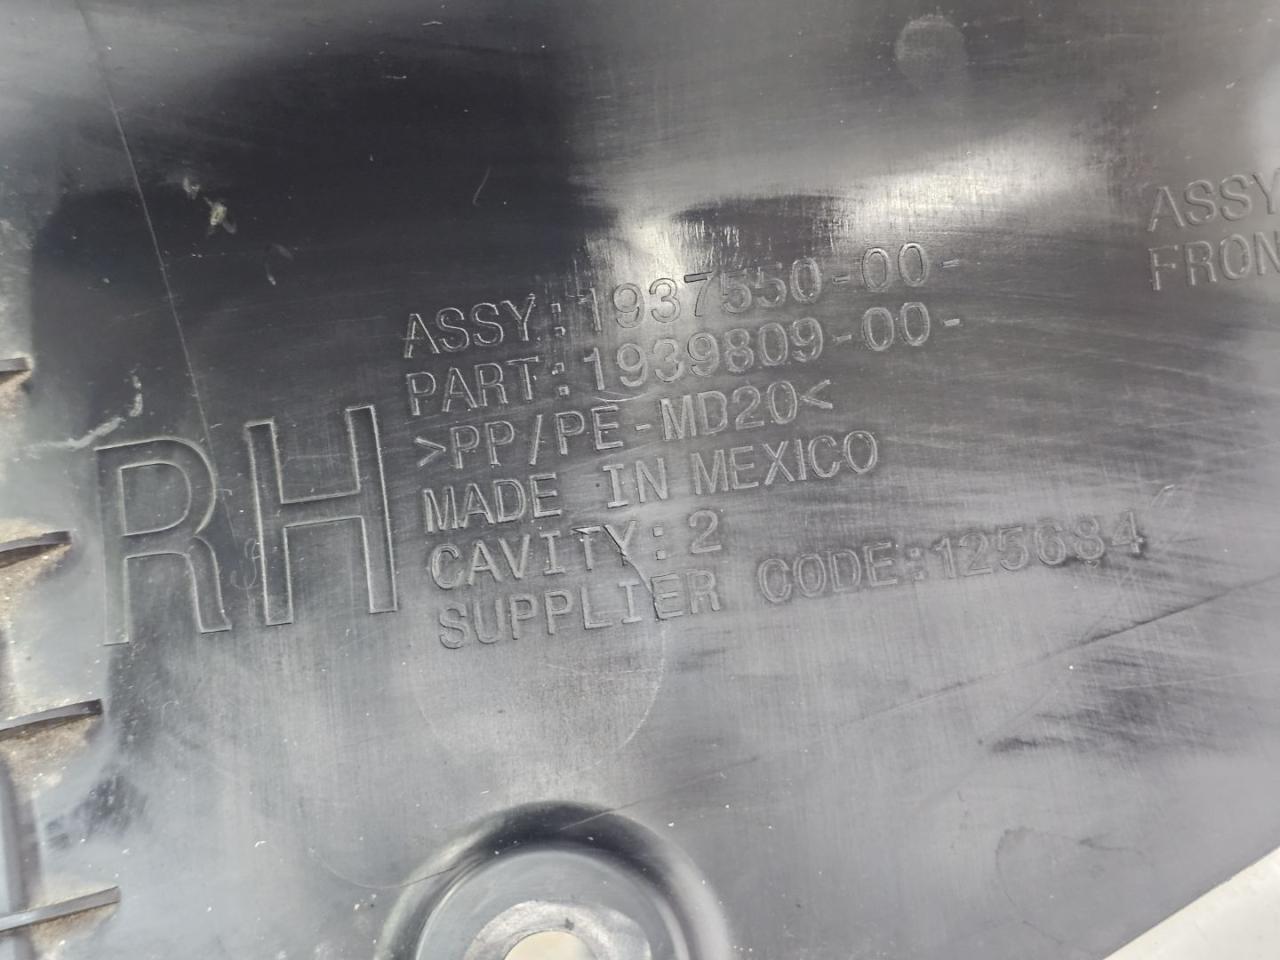 RH
ASSY:1937550-00-
PART:1939809-00-
>PP/PE-MD20<
MADE IN MEXICO
CAVITY:2
SUPPLIER CODE:125684
ASSY
FRON